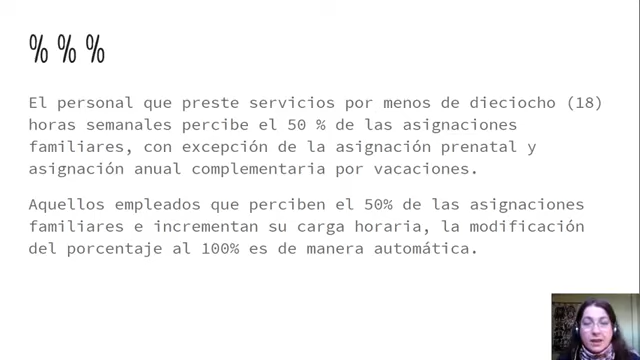 % % %
El personal que preste servicios por menos de dieciocho (18)
horas semanales percibe el 50 % de las asignaciones
familiares, con excepción de la asignación prenatal y
asignación anual complementaria por vacaciones.
Aquellos empleados que perciben el 50% de las asignaciones
familiares e incrementan su carga horaria, la modificación
del porcentaje al 100% es de manera automática.